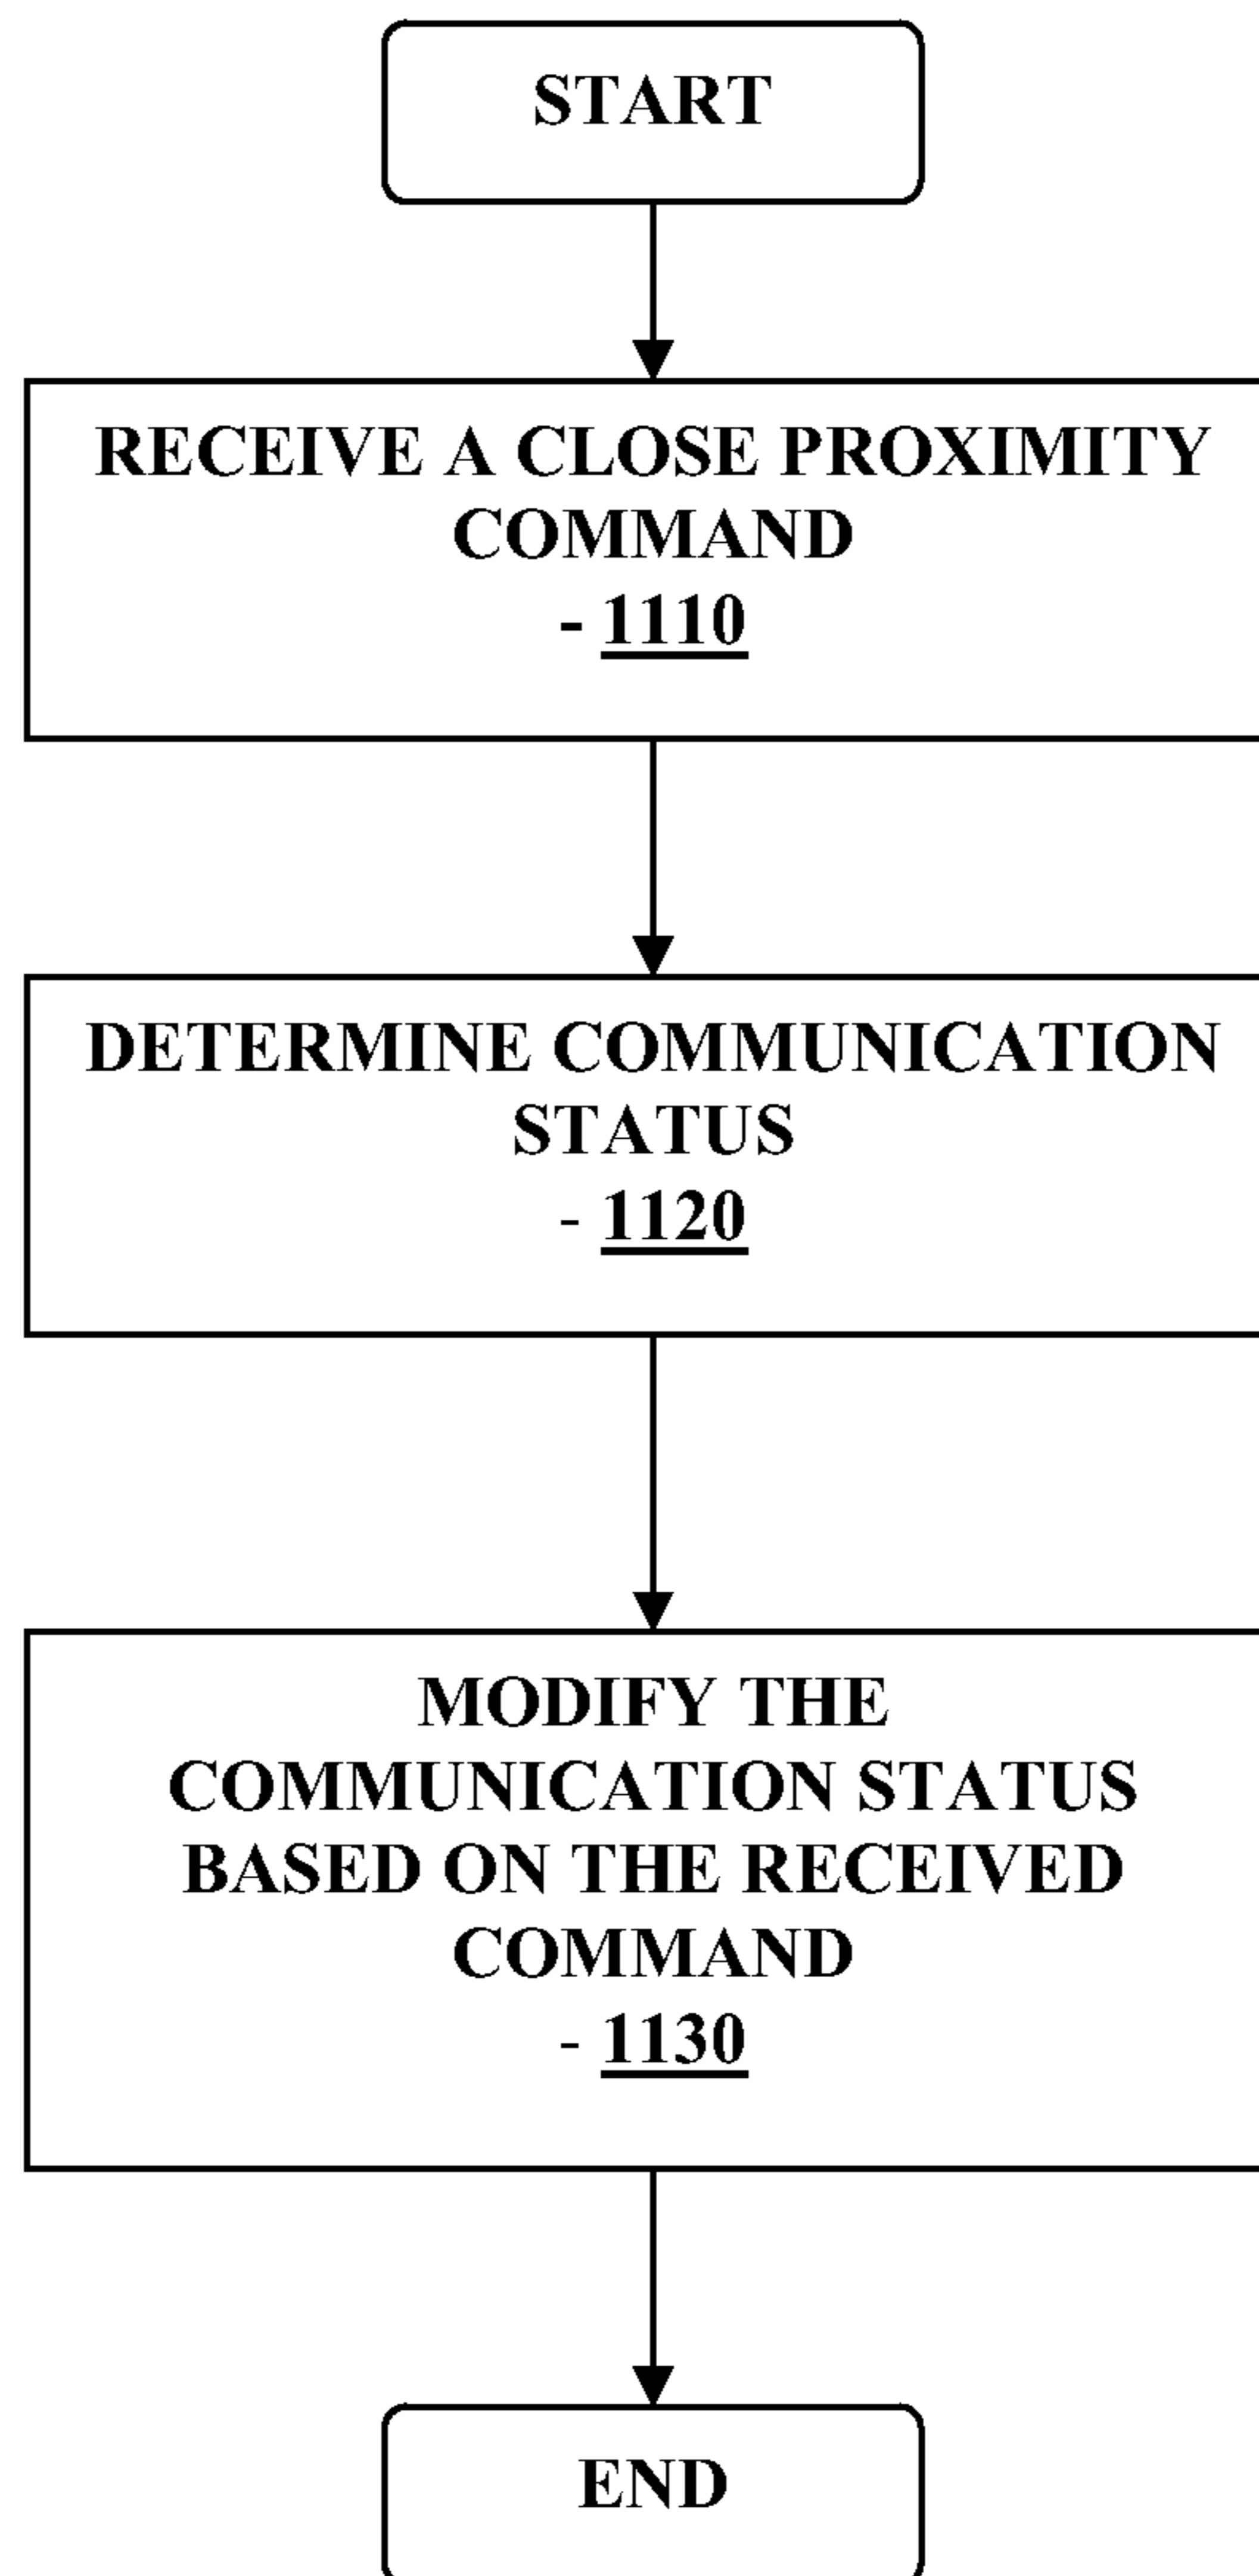 START
RECEIVE A CLOSE PROXIMITY
COMMAND
- 1110
DETERMINE COMMUNICATION
STATUS
- 1120
MODIFY THE
COMMUNICATION STATUS
BASED ON THE RECEIVED
COMMAND
- 1130
END